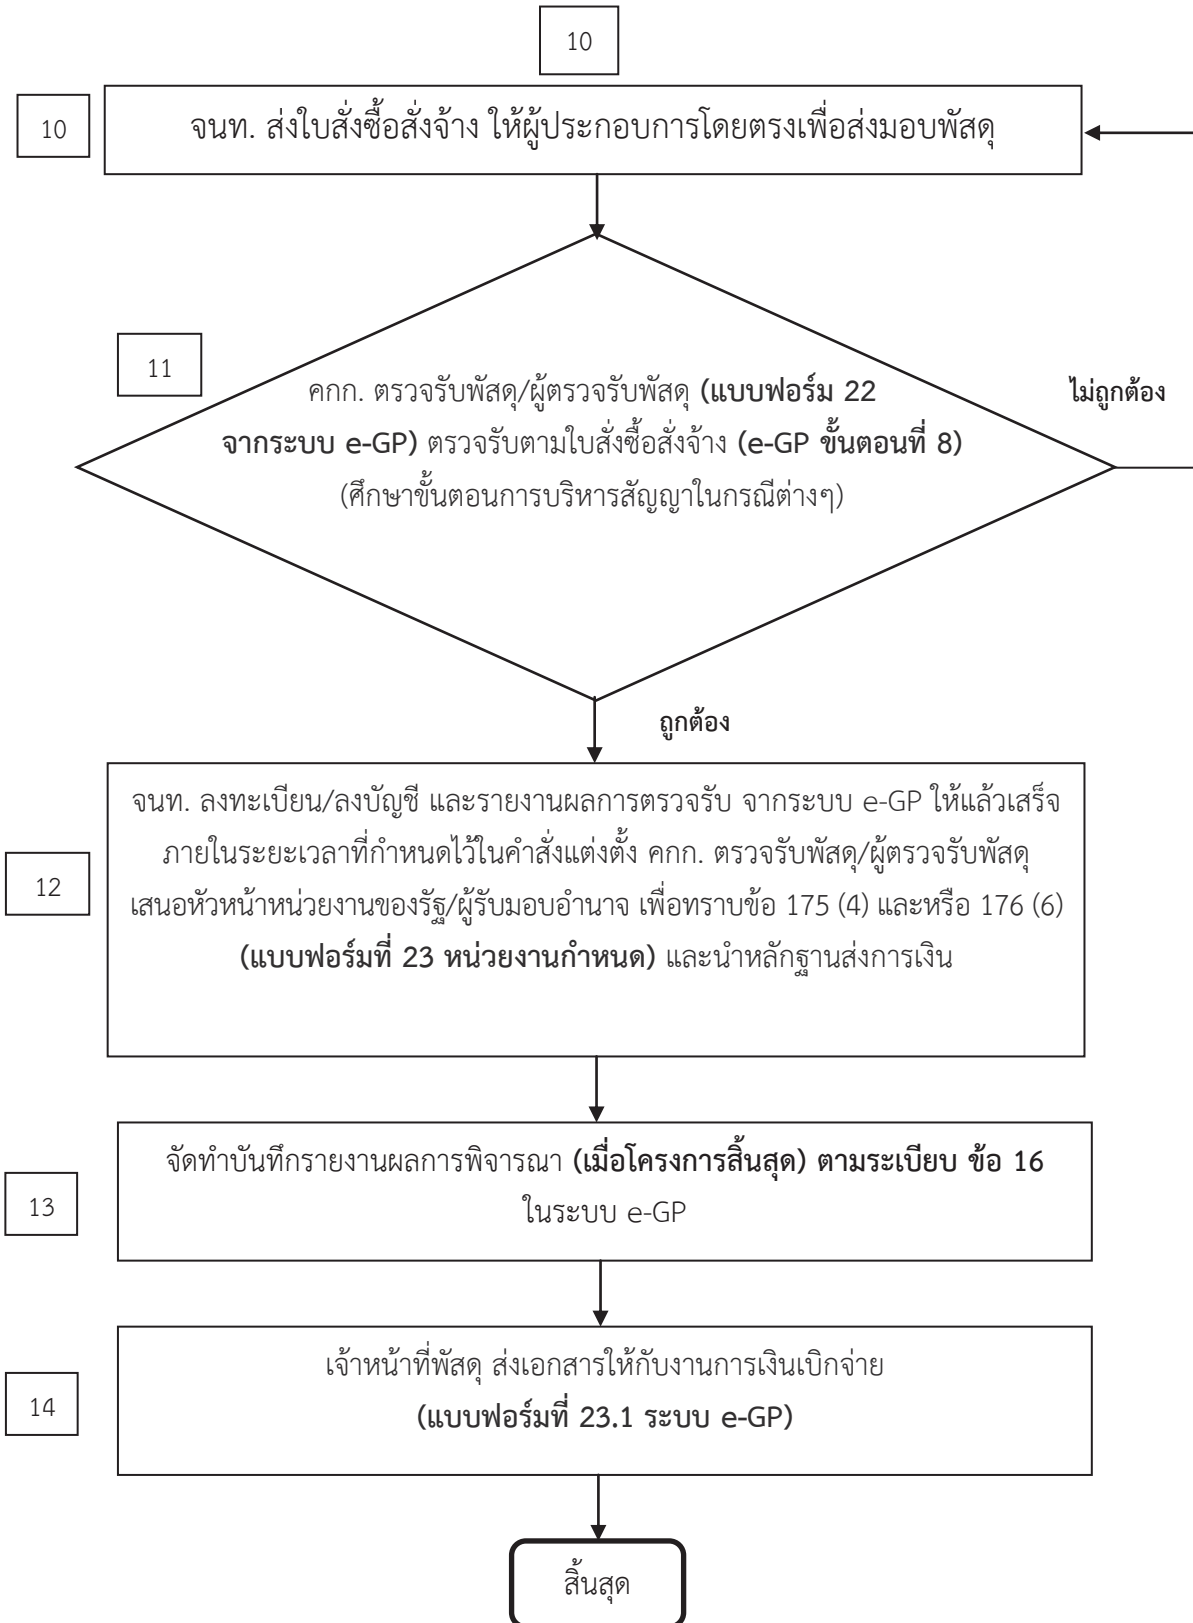 10
10
จนท. ส่งใบสั่งซื้อสั่งจ้าง ให้ผู้ประกอบการโดยตรงเพื่อส่งมอบพัสดุ
11
คกก. ตรวจรับพัสดุ/ผู้ตรวจรับพัสดุ (แบบฟอร์ม 22
จากระบบ e-GP) ตรวจรับตามใบสั่งซื้อสั่งจ้าง (e-GP ขั้นตอนที่ 8)
(ศึกษาขั้นตอนการบริหารสัญญาในกรณีต่างๆ)
ไม่ถูกต้อง
ถูกต้อง
12
จนท. ลงทะเบียน/ลงบัญชี และรายงานผลการตรวจรับ จากระบบ e-GP ให้แล้วเสร็จ
ภายในระยะเวลาที่กำหนดไว้ในคำสั่งแต่งตั้ง คกก. ตรวจรับพัสดุ/ผู้ตรวจรับพัสดุ
เสนอหัวหน้าหน่วยงานของรัฐ/ผู้รับมอบอำนาจ เพื่อทราบข้อ 175 (4) และหรือ 176 (6)
(แบบฟอร์มที่ 23 หน่วยงานกำหนด) และนำหลักฐานส่งการเงิน
13
จัดทำบันทึกรายงานผลการพิจารณา (เมื่อโครงการสิ้นสุด) ตามระเบียบ ข้อ 16
ในระบบ e-GP
14
เจ้าหน้าที่พัสดุ ส่งเอกสารให้กับงานการเงินเบิกจ่าย
(แบบฟอร์มที่ 23.1 ระบบ e-GP)
สิ้นสุด